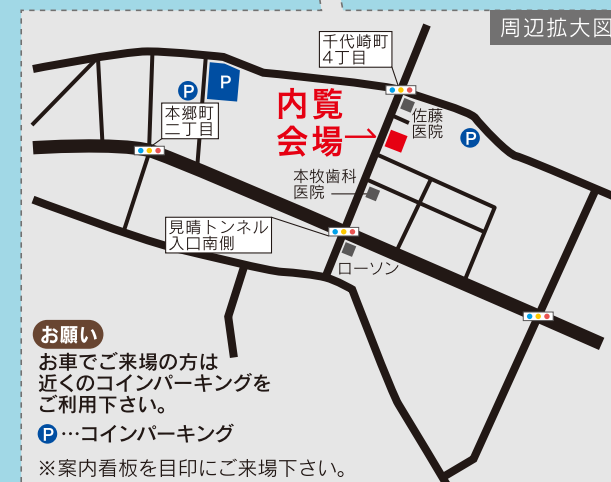 周辺拡大図
千代崎町
4丁目
P
P
内覧
会場
佐藤
医院
P
本郷町
二丁目
本牧歯科
医院
見晴トンネル
入口南側
ローソン
お願い
お車でご来場の方は
近くのコインパーキングを
ご利用下さい。
P…コインパーキング
※案内看板を目印にご来場下さい。